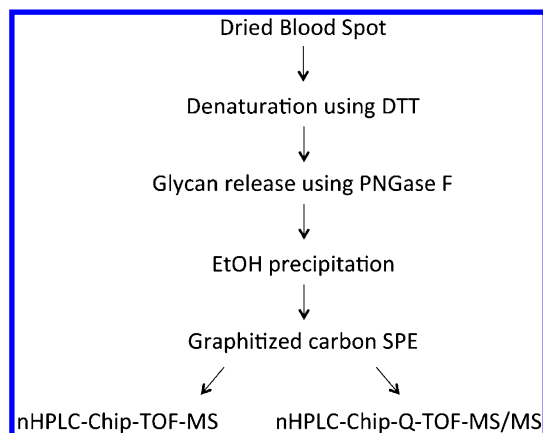 Dried Blood Spot
Denaturation using DTT
Glycan release using PNGase F
EtOH precipitation
Graphitized carbon SPE
nHPLC-Chip-TOF-MS
nHPLC-Chip-Q-TOF-MS/MS